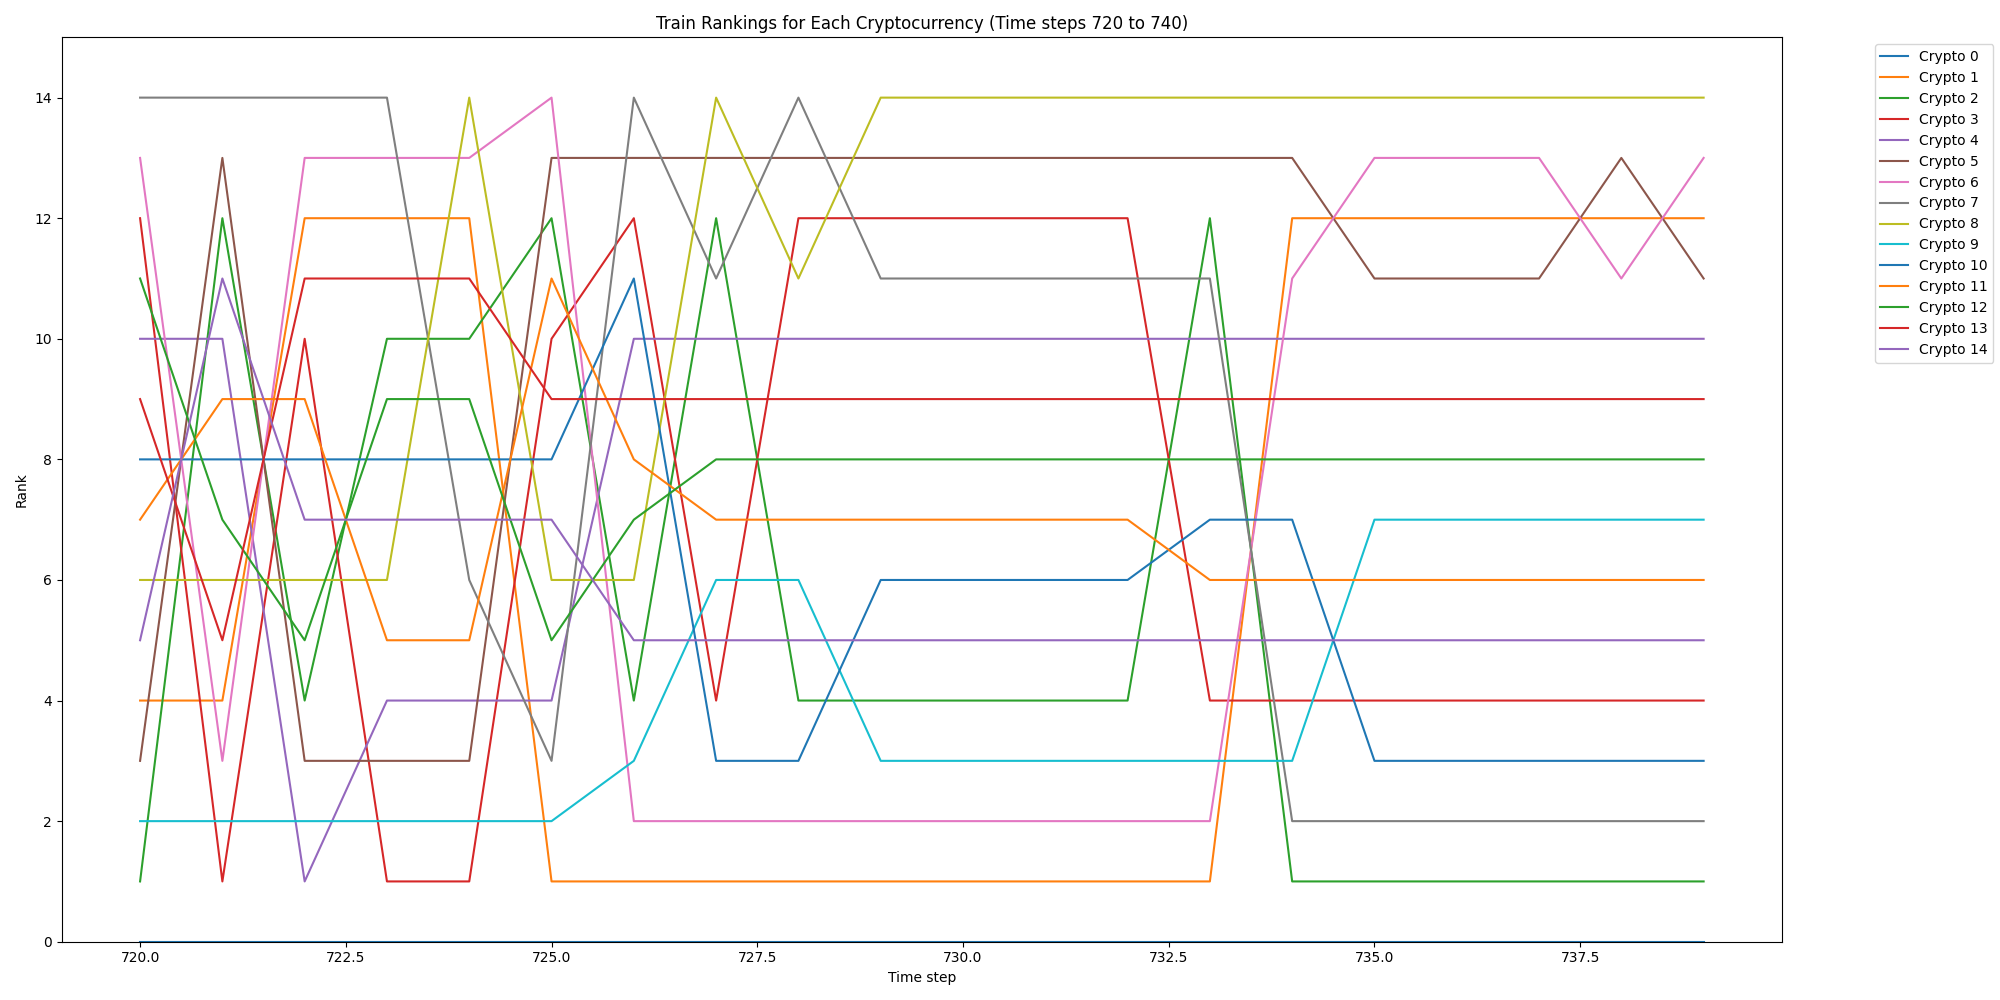 Train Rankings for Each Cryptocurrency (Time steps 720 to 740)
Rank
14
12
10
8
6
4
2
0
720.0
722.5
725.0
727.5
730.0
732.5
735.0
737.5
Time step
Crypto 0
Crypto 1
Crypto 2
Crypto 3
Crypto 4
Crypto 5
Crypto 6
Crypto 7
Crypto 8
Crypto 9
Crypto 10
Crypto 11
Crypto 12
Crypto 13
Crypto 14